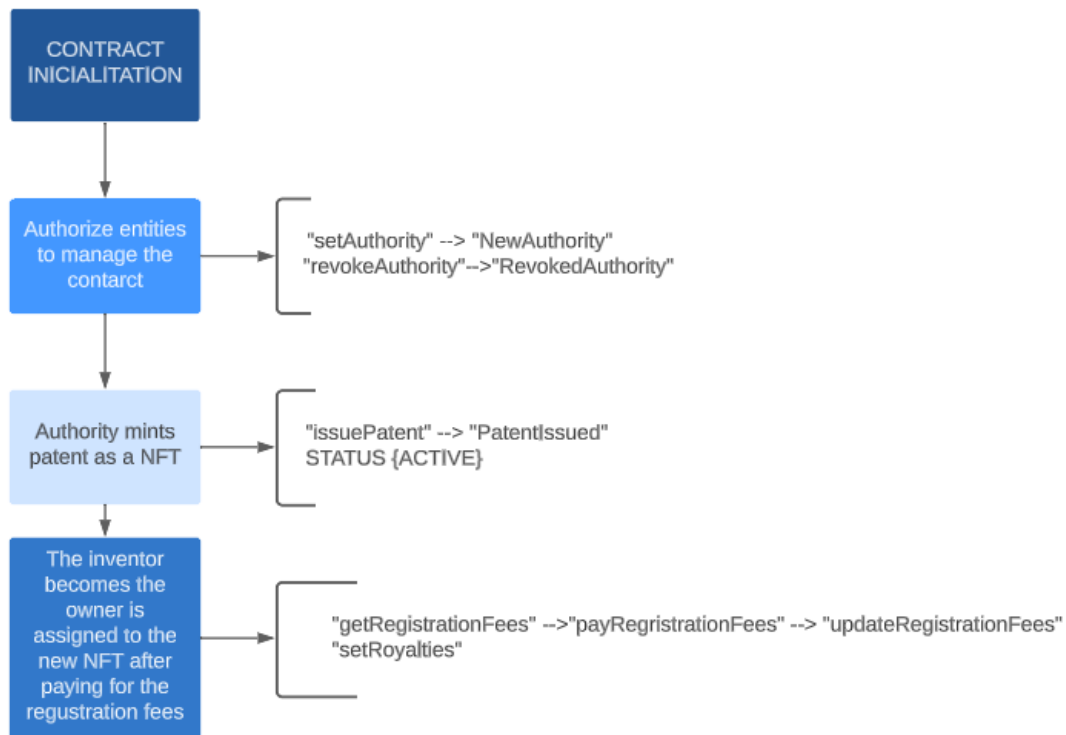 CONTRACT
INICIALITATION
Authorize entities
to manage the
contarct
"setAuthority" --> "NewAuthority"
"revokeAuthority"-->"RevokedAuthority"
Authority mints
patent as a NFT
"issuePatent" --> "PatentIssued"
STATUS {ACTIVE}
The inventor
becomes the
owner is
assigned to the
new NFT after
paying for the
regustration fees
"getRegistrationFees" -->"payRegristrationFees" --> "updateRegistrationFees"
"setRoyalties"